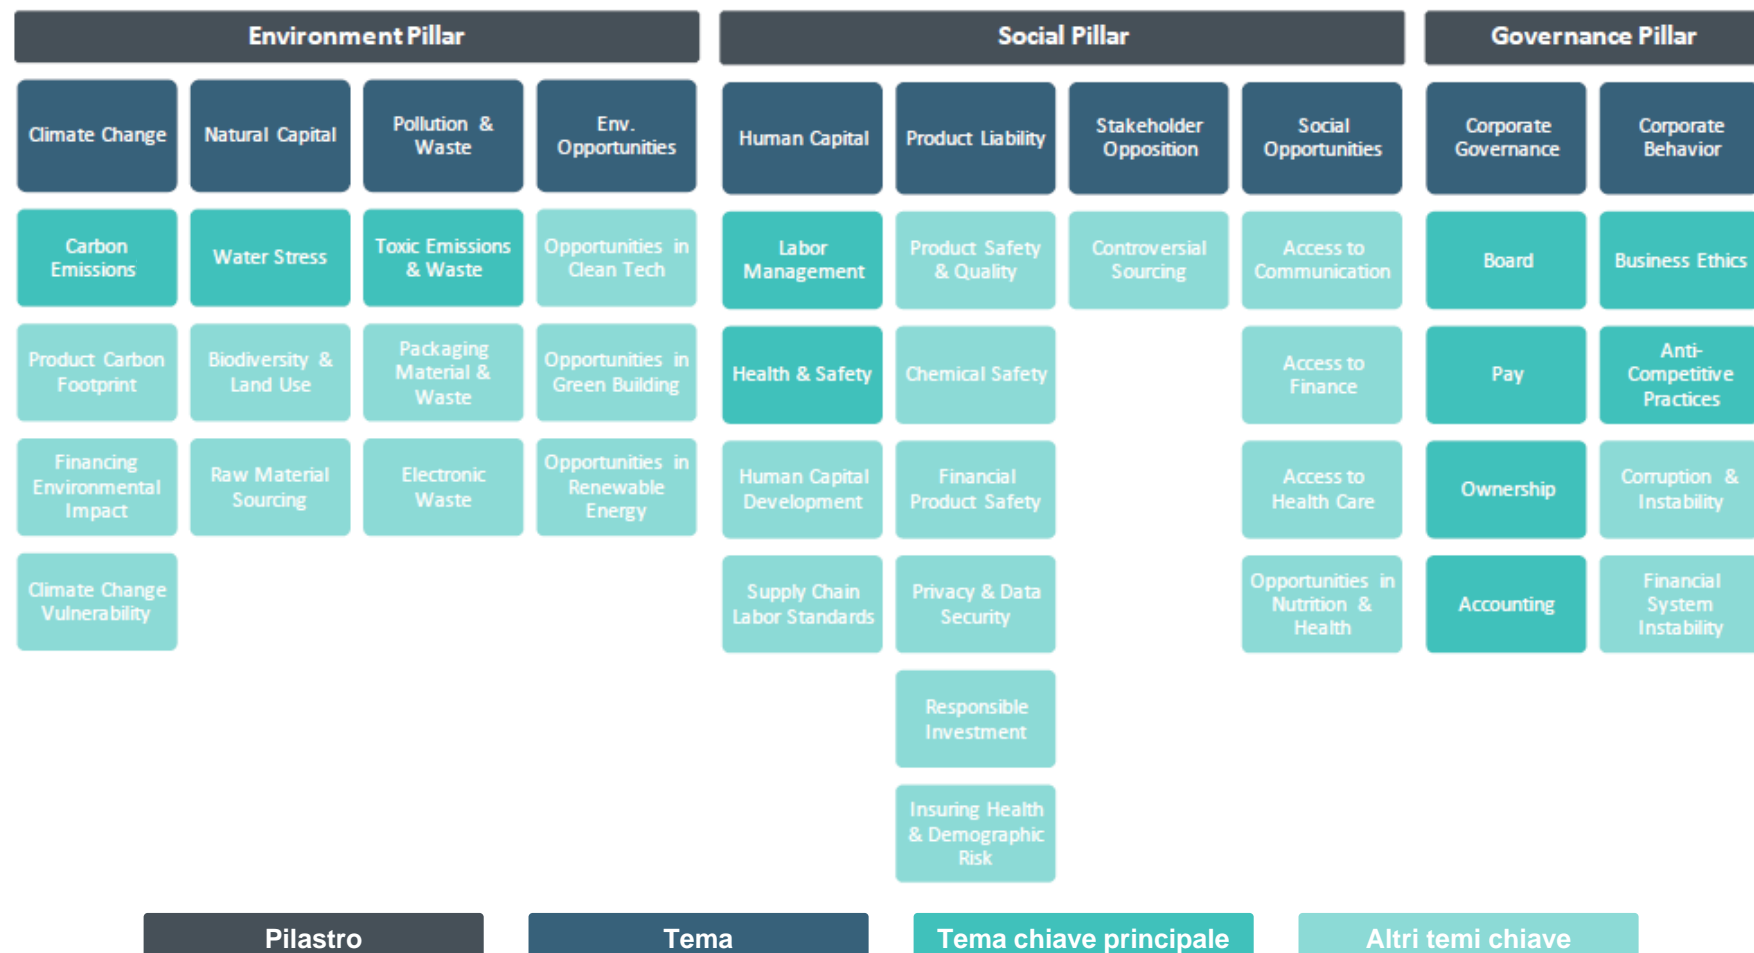 Environment Pillar
Climate Change
Natural Capital
Pollution &
Waste
Env.
Opportunities
Carbon
Emissions
Water Stress
Toxic Emissions
& Waste
Opportunities in
Clean Tech
Product Carbon
Footprint
Biodiversity &
Land Use
Packaging
Material &
Waste
Opportunities in
Green Building
Financing
Environmental
Impact
Raw Material
Sourcing
Electronic
Waste
Opportunities in
Renewable
Energy
Climate Change
Vulnerability
Social Pillar
Human Capital
Product Liability
Stakeholder
Opposition
Social
Opportunities
Labor
Management
Product Safety
& Quality
Controversial
Sourcing
Access to
Communication
Health & Safety
Chemical Safety
Access to
Finance
Human Capital
Development
Financial
Product Safety
Access to
Health Care
Supply Chain
Labor Standards
Privacy & Data
Security
Opportunities in
Nutrition &
Health
Responsible
Investment
Insuring Health
& Demographic
Risk
Governance Pillar
Corporate
Governance
Corporate
Behavior
Board
Business Ethics
Pay
Anti-
Competitive
Practices
Ownership
Corruption &
Instability
Accounting
Financial
System
Instability
Pilastro
Tema
Tema chiave principale
Altri temi chiave